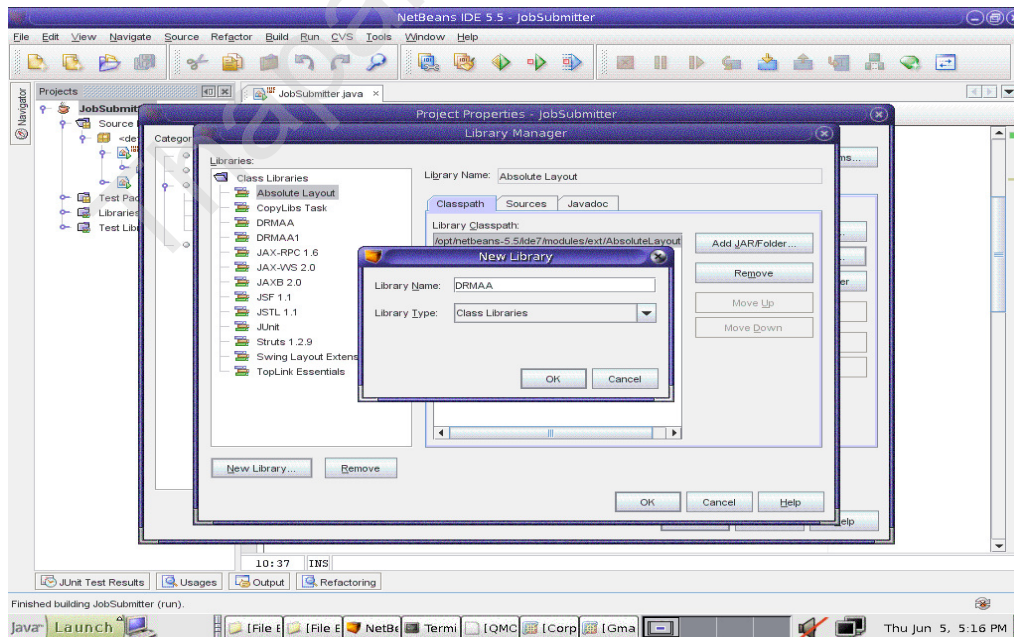 NetBeans IDE 5.5 - JobSubmitter
File Edit View Navigate Source Refactor Build Run CVS Tools Window Help
Navigator
Projects
JobSubmitter.java
JobSubmit
Source
<de
Test Pac
Libraries
Test Libr
Project Properties - JobSubmitter
Categor
Library Manager
Libraries:
Class Libraries
Absolute Layout
CopyLibs Task
DRMAA
DRMAA1
JAX-RPC 1.6
JAX-WS 2.0
JAXB 2.0
JSF 1.1
JSTL 1.1
JUnit
Struts 1.2.9
Swing Layout Extens
TopLink Essentials
New Library... Remove
Library Name: Absolute Layout
Classpath Sources Javadoc
Library Classpath:
/opt/netbeans-5.5/ide7/modules/ext/AbsoluteLayout
Add JAR/Folder...
Remove
Move Up
Move Down
New Library
Library Name: DRMAA
Library Type: Class Libraries
OK Cancel
OK Cancel Help
ms...
er
elp
10:37 INS
JUnit Test Results Usages Output Refactoring
Finished building JobSubmitter (run).
Java Launch [File E [File E NetBe Termi [QMC [Corp [Gma Thu Jun 5, 5:16 PM